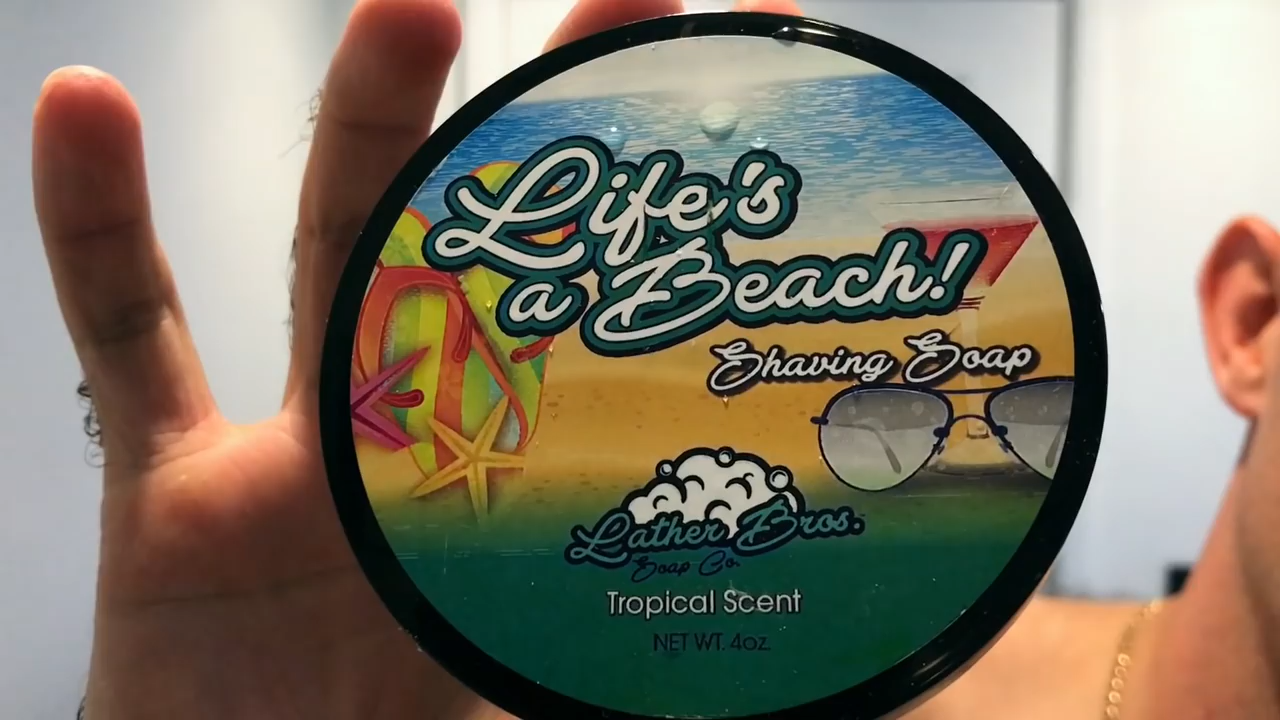 Life's
a Beach!
Shaving Soap
Lather Bros.
Soap Co.
Tropical Scent
NET WT. 4oz.